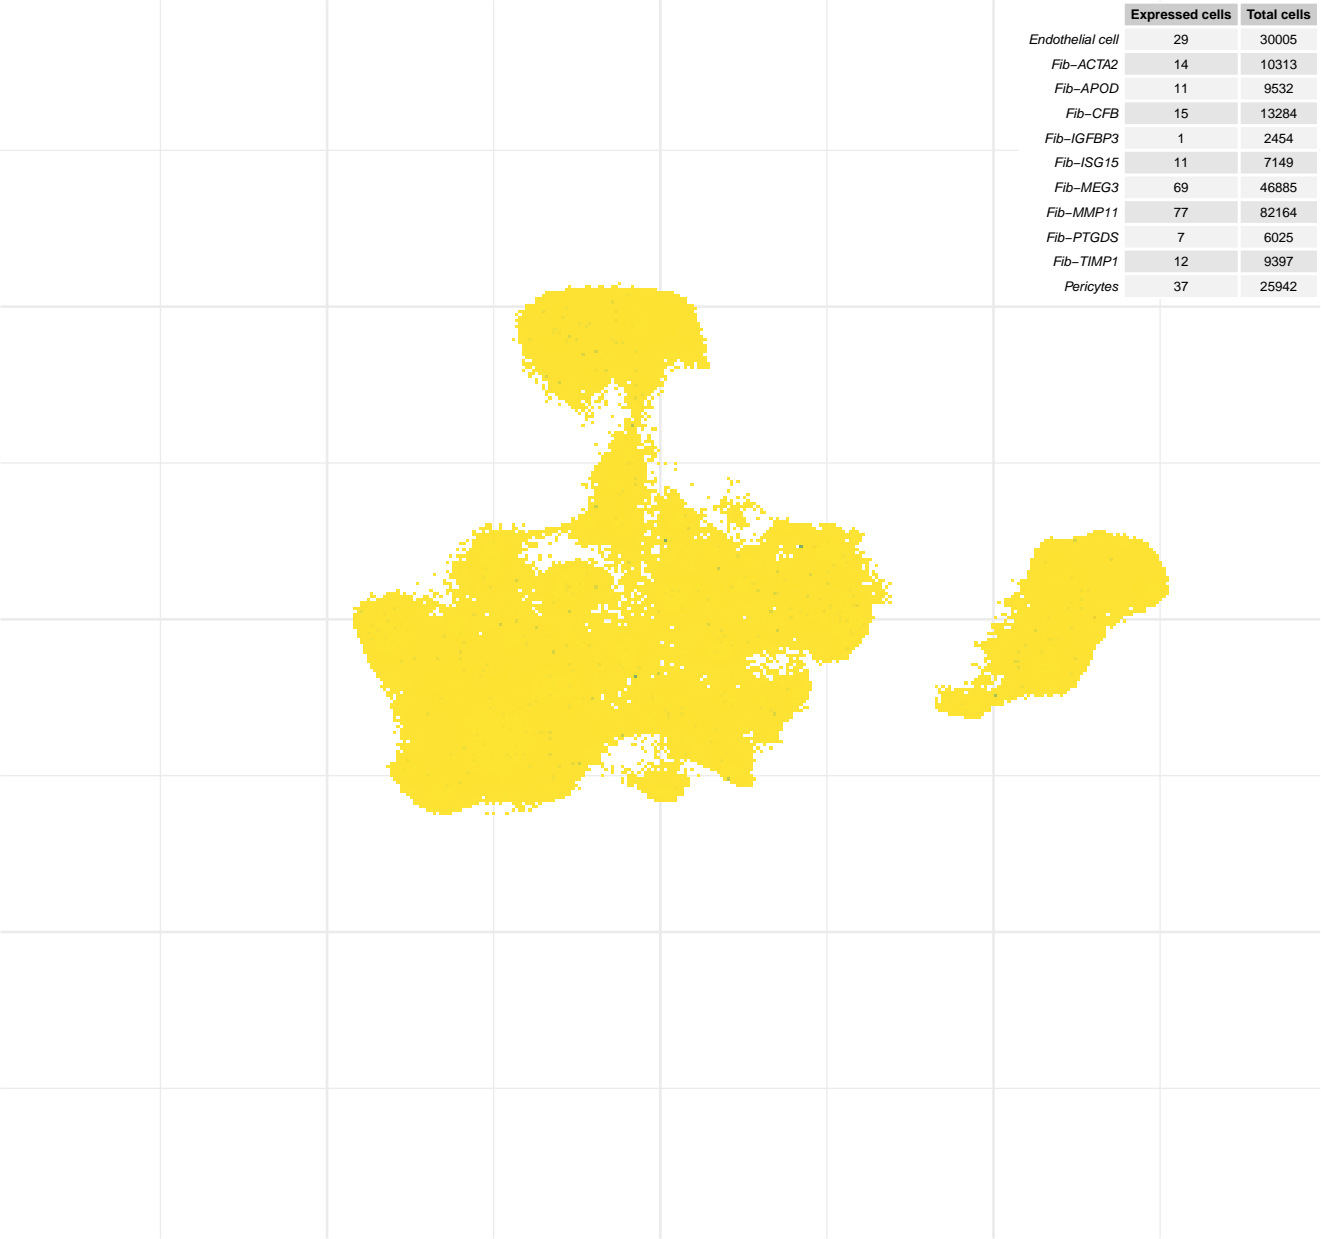 Expressed cells Total cells
Endothelial cell 29 30005
Fib−ACTA2 14 10313
Fib−APOD 11 9532
Fib−CFB 15 13284
Fib−IGFBP3 1 2454
Fib−ISG15 11 7149
Fib−MEG3 69 46885
Fib−MMP11 77 82164
Fib−PTGDS 7 6025
Fib−TIMP1 12 9397
Pericytes 37 25942